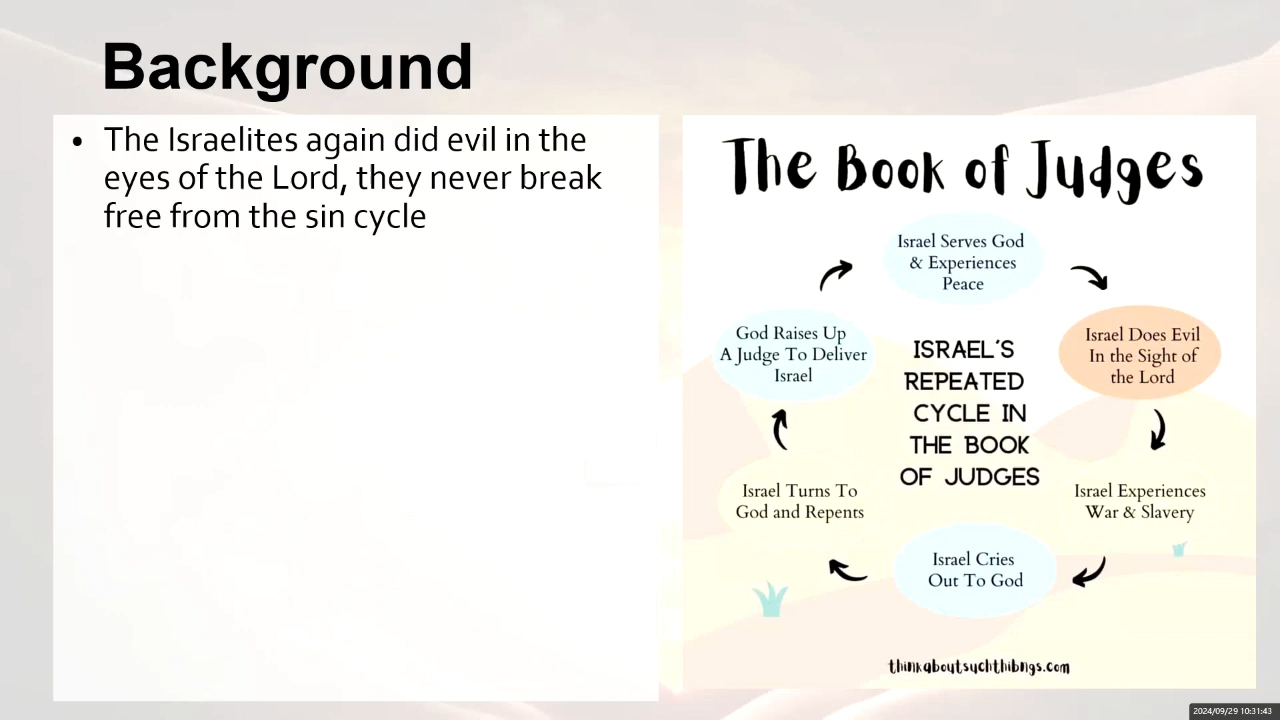 Background
• The Israelites again did evil in the
eyes of the Lord, they never break
free from the sin cycle
The Book of Judges
Israel Serves God
& Experiences
Peace
God Raises Up
A Judge To Deliver
Israel
Israel Does Evil
In the Sight of
the Lord
ISRAEL'S
REPEATED
CYCLE IN
THE BOOK
OF JUDGES
Israel Turns To
God and Repents
Israel Experiences
War & Slavery
Israel Cries
Out To God
thinkaboutsuchthibngs.com
2024/09/29 10:31:43